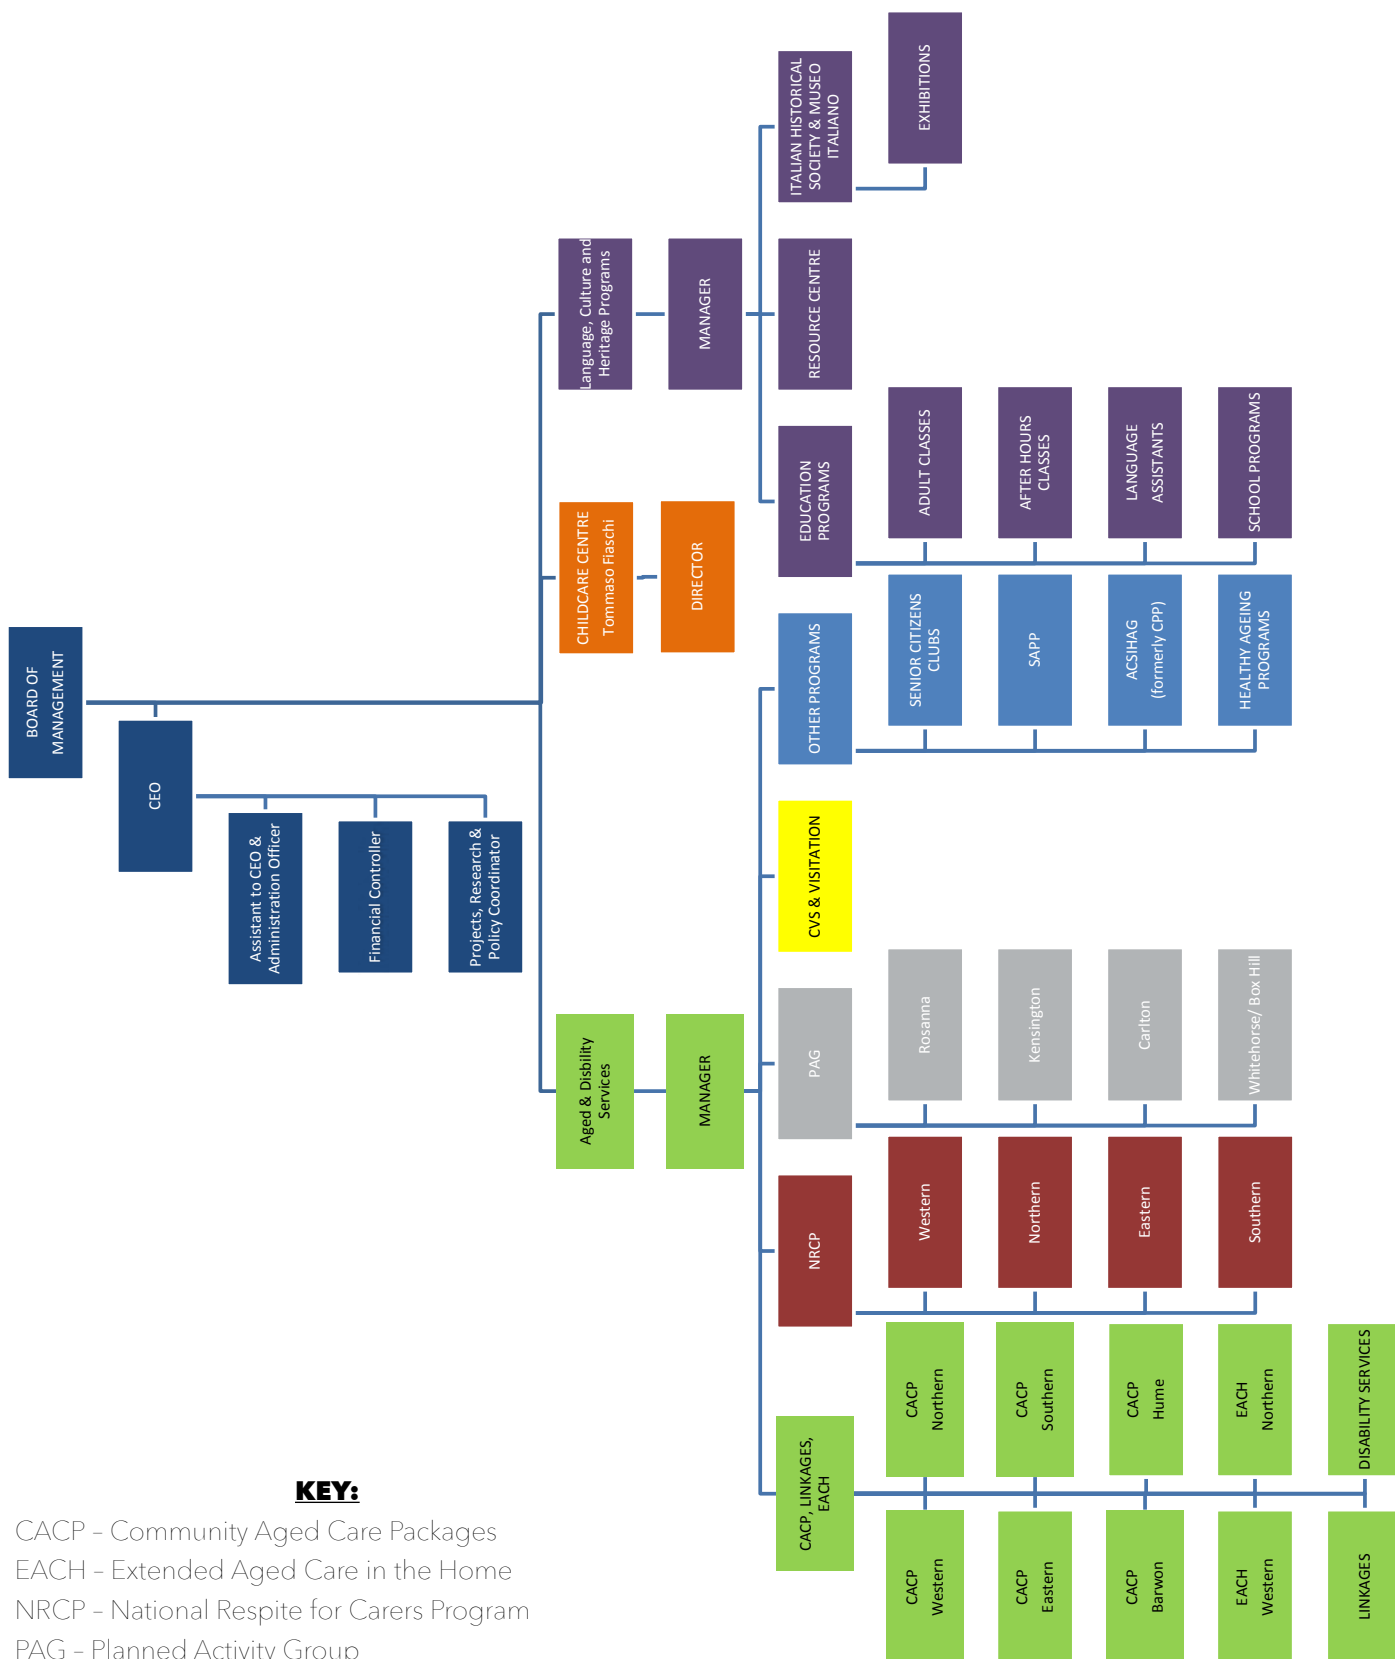 BOARD OF
MANAGEMENT
CEO
Assistant to CEO &
Administration Officer
Financial Controller
Projects, Research &
Policy Coordinator
Aged & Disbility
Services
MANAGER
CACP, LINKAGES,
EACH
CACP
Western
CACP
Northern
CACP
Eastern
CACP
Southern
CACP
Barwon
CACP
Hume
EACH
Western
EACH
Northern
LINKAGES
DISABILITY SERVICES
NRCP
Western
Northern
Eastern
Southern
PAG
Rosanna
Kensington
Carlton
Whitehorse/ Box Hill
CVS & VISITATION
OTHER PROGRAMS
SENIOR CITIZENS
CLUBS
SAPP
ACSIHAG
(formerly CPP)
HEALTHY AGEING
PROGRAMS
CHILDCARE CENTRE
Tommaso Fiaschi
DIRECTOR
Language, Culture and
Heritage Programs
MANAGER
EDUCATION
PROGRAMS
ADULT CLASSES
AFTER HOURS
CLASSES
LANGUAGE
ASSISTANTS
SCHOOL PROGRAMS
RESOURCE CENTRE
ITALIAN HISTORICAL
SOCIETY & MUSEO
ITALIANO
EXHIBITIONS
KEY:
CACP – Community Aged Care Packages
EACH – Extended Aged Care in the Home
NRCP – National Respite for Carers Program
PAG – Planned Activity Group